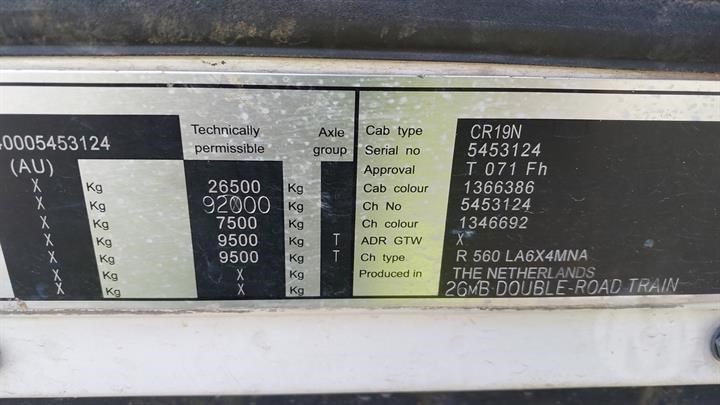 40005453124 Technically permissible Axle group Cab type CR19N
Serial no 5453124
(AU) Approval T 071 Fh
X Kg 26500 Kg Cab colour 1366386
X Kg 92000 Kg Ch No 5453124
X Kg 7500 Kg Ch colour 1346692
X Kg 9500 Kg T ADR GTW X
X Kg 9500 Kg T Ch type R 560 LA6X4MNA
X Kg X Kg Produced in THE NETHERLANDS
X Kg X Kg 26MB DOUBLE-ROAD TRAIN